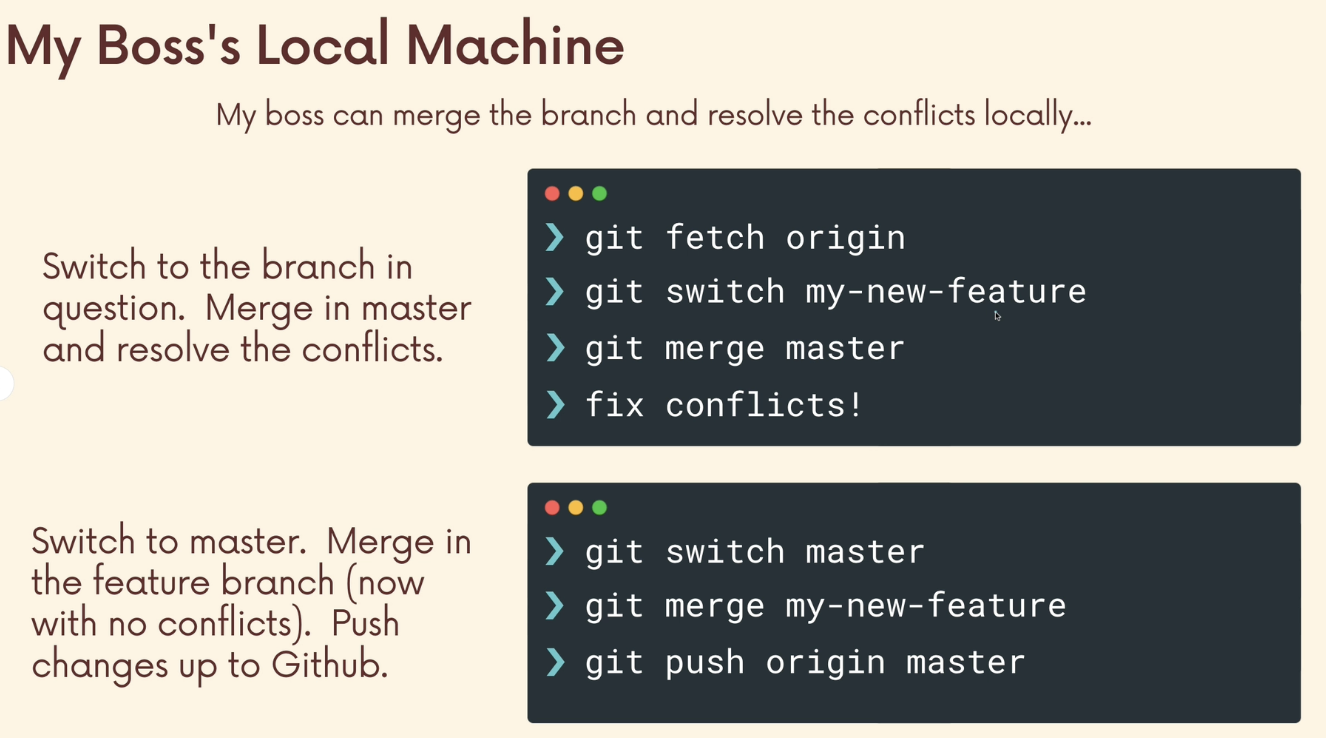 My Boss's Local Machine
My boss can merge the branch and resolve the conflicts locally...
Switch to the branch in
question.  Merge in master
and resolve the conflicts.
❯ git fetch origin
❯ git switch my-new-feature
❯ git merge master
❯ fix conflicts!
Switch to master.  Merge in
the feature branch (now
with no conflicts).  Push
changes up to Github.
❯ git switch master
❯ git merge my-new-feature
❯ git push origin master